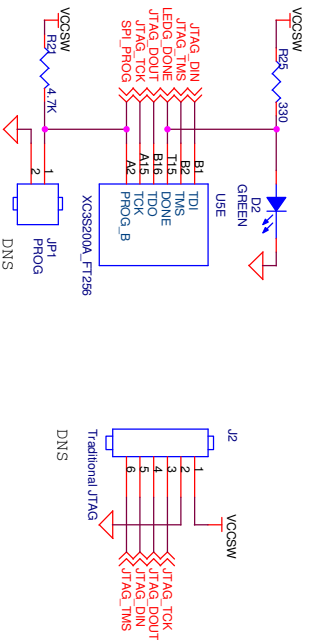 VCCSW
R25
330
D2
GREEN
JTAG_DIN
JTAG_TMS
LEDG_DONE
JTAG_DOUT
JTAG_TCK
SPI_PROG
B1
B2
T15
B16
A15
A2
U5E
TDI
TMS
DONE
TDO
TCK
PROG_B
XC3S200A_FT256
VCCSW
R21
4.7K
1
2
JP1
PROG
DNS
J2
1
2
3
4
5
6
Traditional JTAG
DNS
VCCSW
JTAG_TCK
JTAG_DOUT
JTAG_DIN
JTAG_TMS